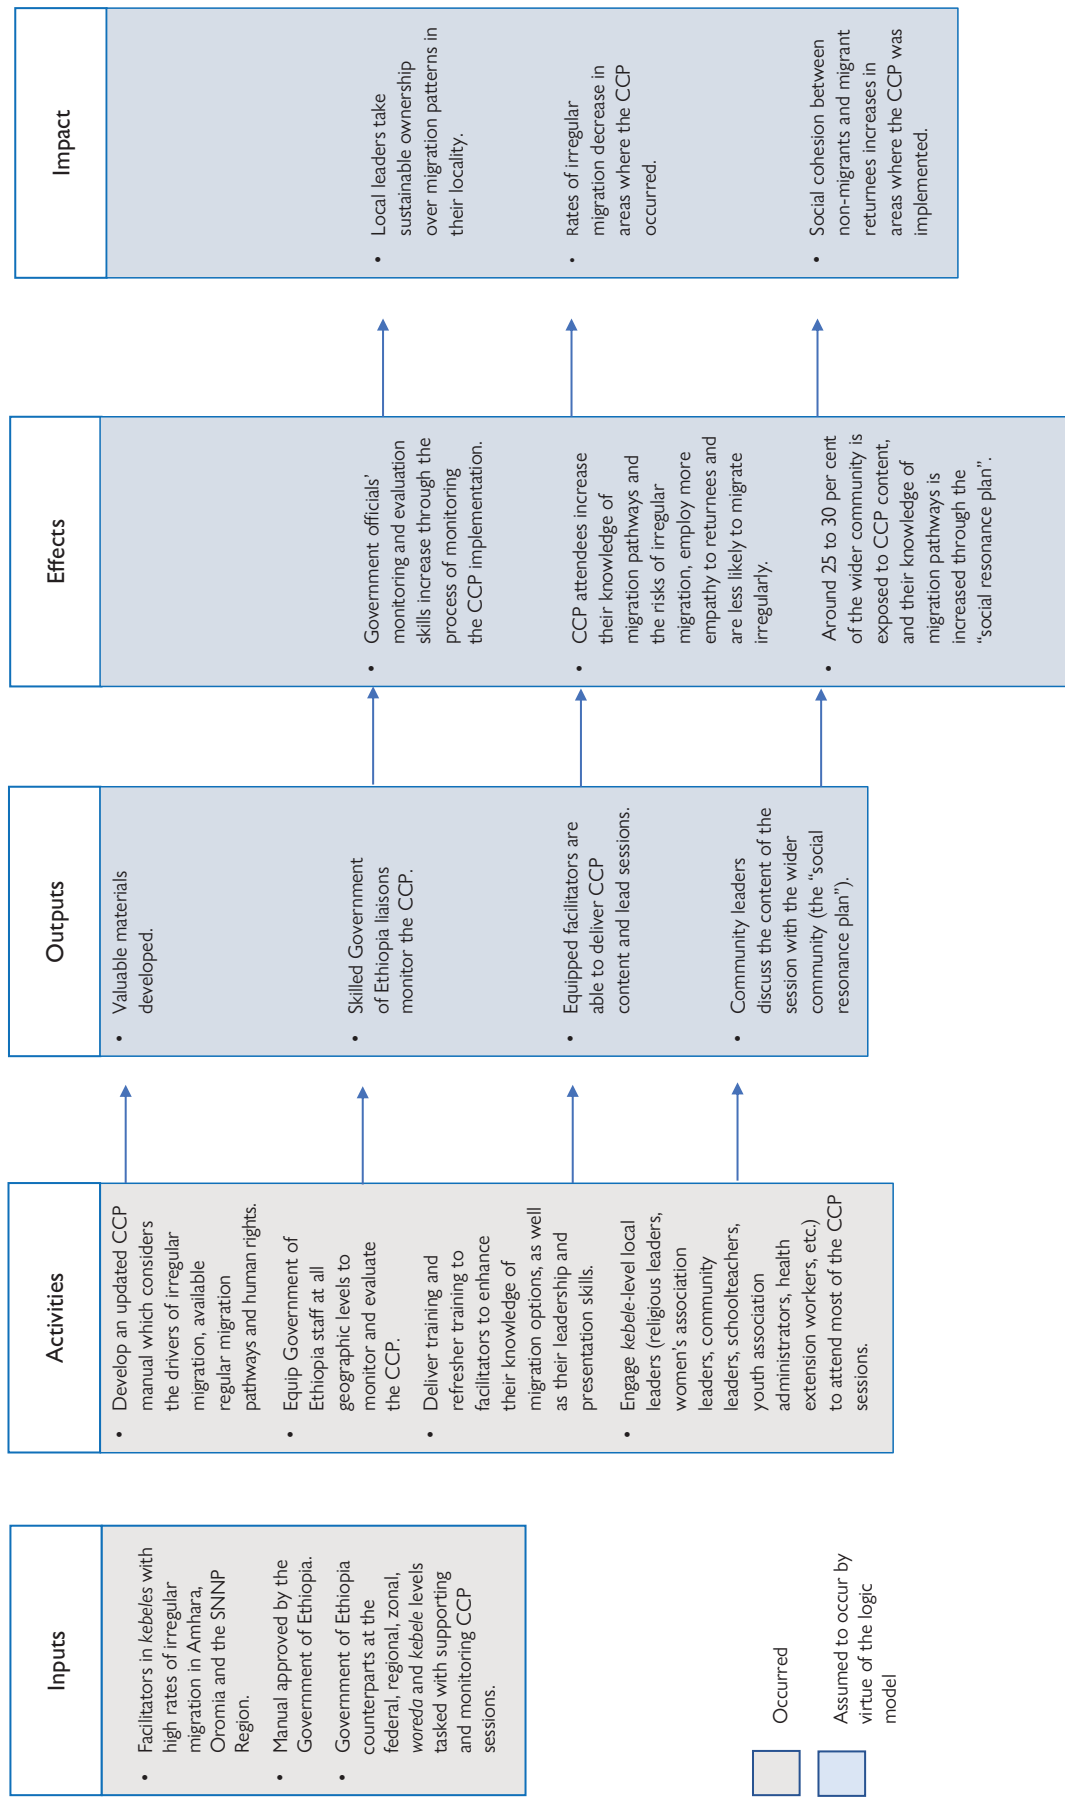 Inputs
• Facilitators in kebeles with
high rates of irregular
migration in Amhara,
Oromia and the SNNP
Region.
• Manual approved by the
Government of Ethiopia.
• Government of Ethiopia
counterparts at the
federal, regional, zonal,
woreda and kebele levels
tasked with supporting
and monitoring CCP
sessions.
Activities
• Develop an updated CCP
manual which considers
the drivers of irregular
migration, available
regular migration
pathways and human rights.
• Equip Government of
Ethiopia staff at all
geographic levels to
monitor and evaluate
the CCP.
• Deliver training and
refresher training to
facilitators to enhance
their knowledge of
migration options, as well
as their leadership and
presentation skills.
• Engage kebele-level local
leaders (religious leaders,
women's association
leaders, community
leaders, schoolteachers,
youth association
administrators, health
extension workers, etc.)
to attend most of the CCP
sessions.
Outputs
• Valuable materials
developed.
• Skilled Government
of Ethiopia liaisons
monitor the CCP.
• Equipped facilitators are
able to deliver CCP
content and lead sessions.
• Community leaders
discuss the content of the
session with the wider
community (the “social
resonance plan”).
Effects
• Government officials’
monitoring and evaluation
skills increase through the
process of monitoring
the CCP implementation.
• CCP attendees increase
their knowledge of
migration pathways and
the risks of irregular
migration, employ more
empathy to returnees and
are less likely to migrate
irregularly.
• Around 25 to 30 per cent
of the wider community is
exposed to CCP content,
and their knowledge of
migration pathways is
increased through the
“social resonance plan”.
Impact
• Local leaders take
sustainable ownership
over migration patterns in
their locality.
• Rates of irregular
migration decrease in
areas where the CCP
occurred.
• Social cohesion between
non-migrants and migrant
returnees increases in
areas where the CCP was
implemented.
Occurred
Assumed to occur by
virtue of the logic
model